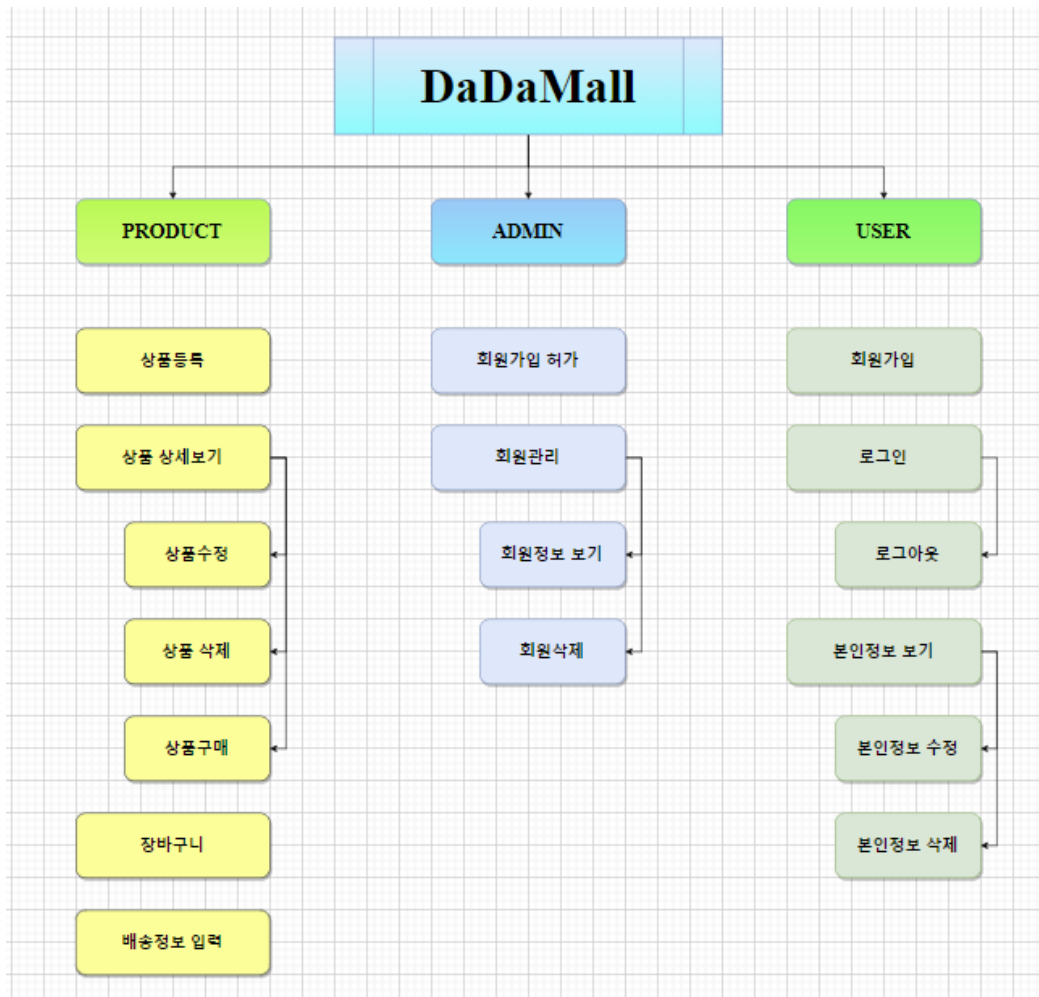 DaDaMall
PRODUCT
상품등록
상품 상세보기
상품수정
상품 삭제
상품구매
장바구니
배송정보 입력
ADMIN
회원가입 허가
회원관리
회원정보 보기
회원삭제
USER
회원가입
로그인
로그아웃
본인정보 보기
본인정보 수정
본인정보 삭제